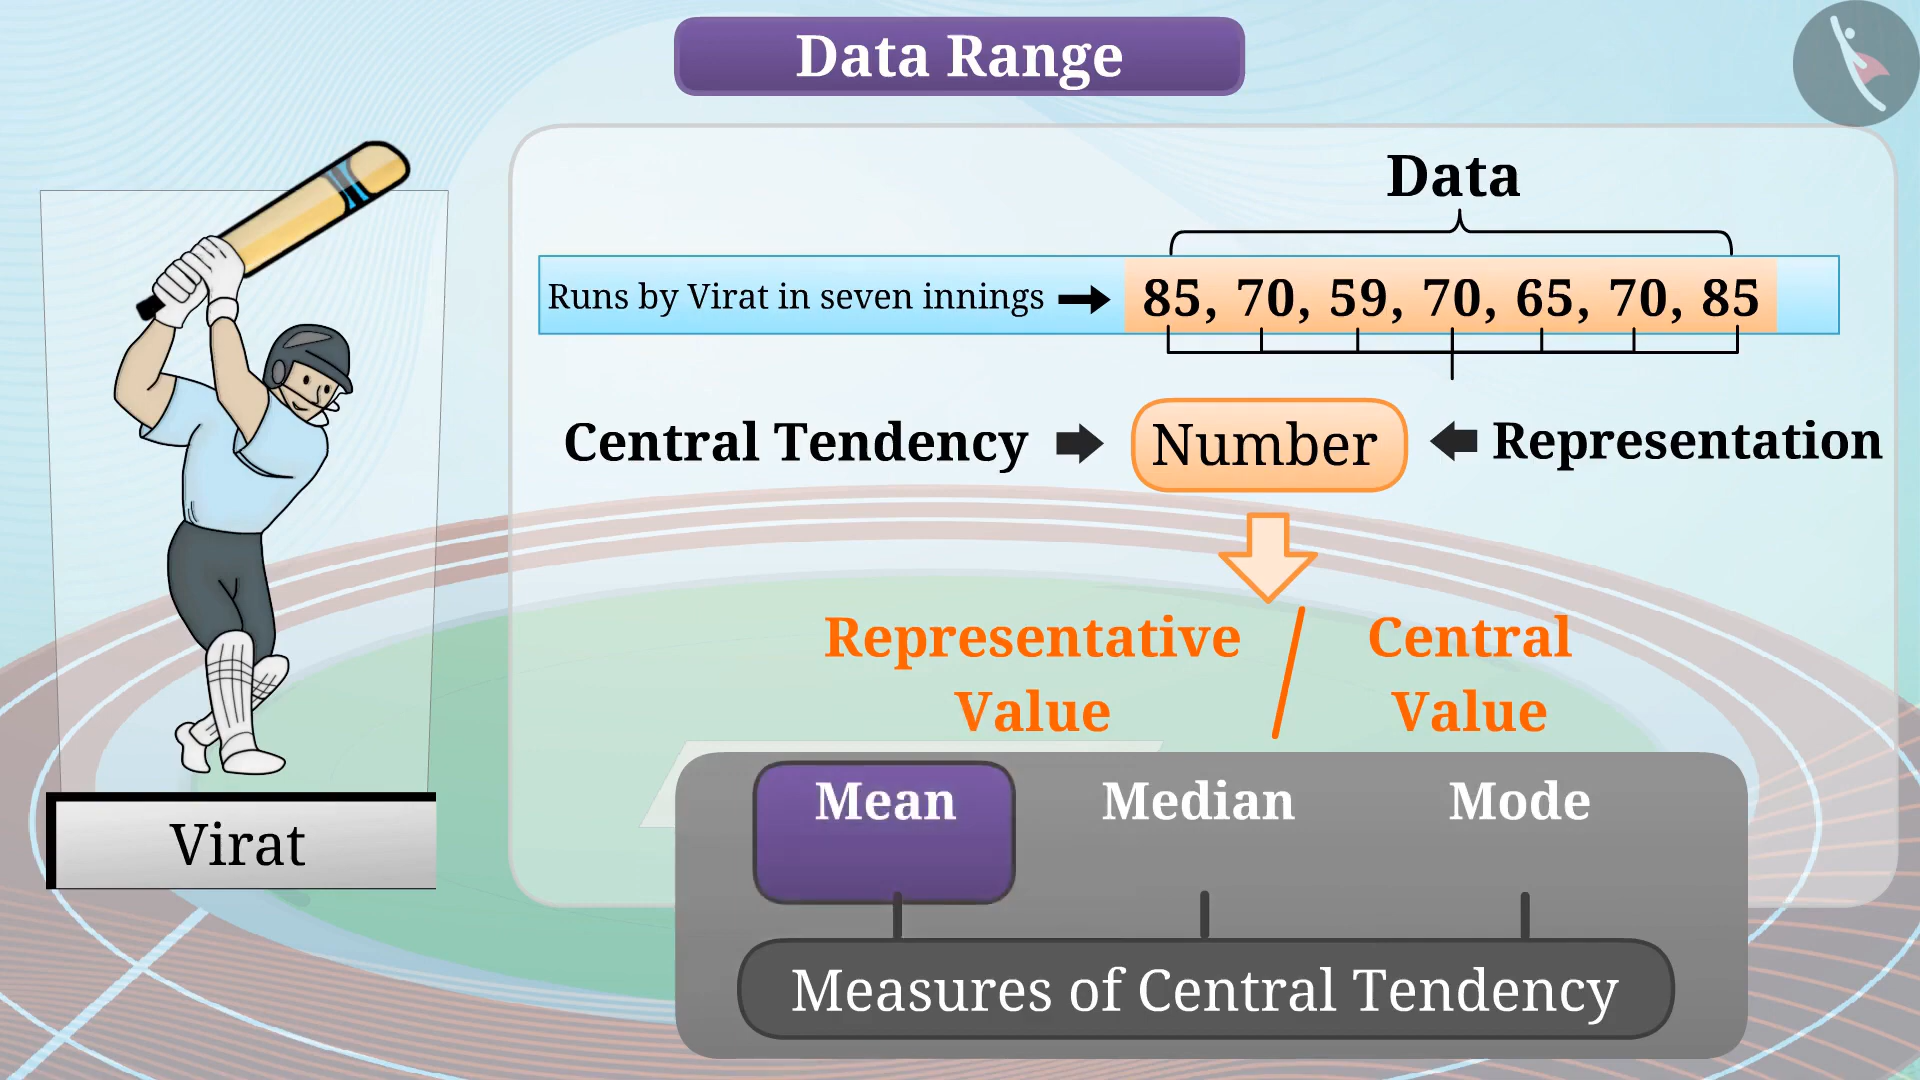 Data Range
Data
Runs by Virat in seven innings 85, 70, 59, 70, 65, 70, 85
Central Tendency Number Representation
Representative Value / Central Value
Mean Median Mode
Measures of Central Tendency
Virat